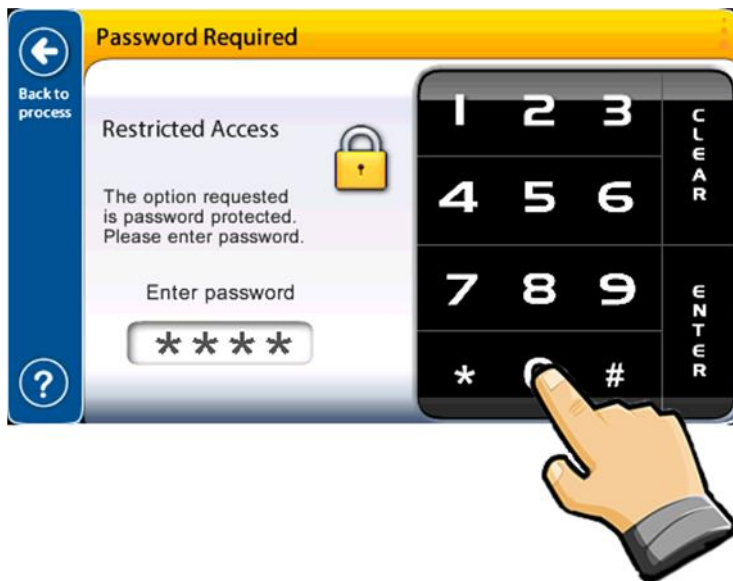 Password Required
Back to
process
Restricted Access
The option requested
is password protected.
Please enter password.
Enter password
****
?
1 2 3
4 5 6
7 8 9
* #
CLEAR
ENTER